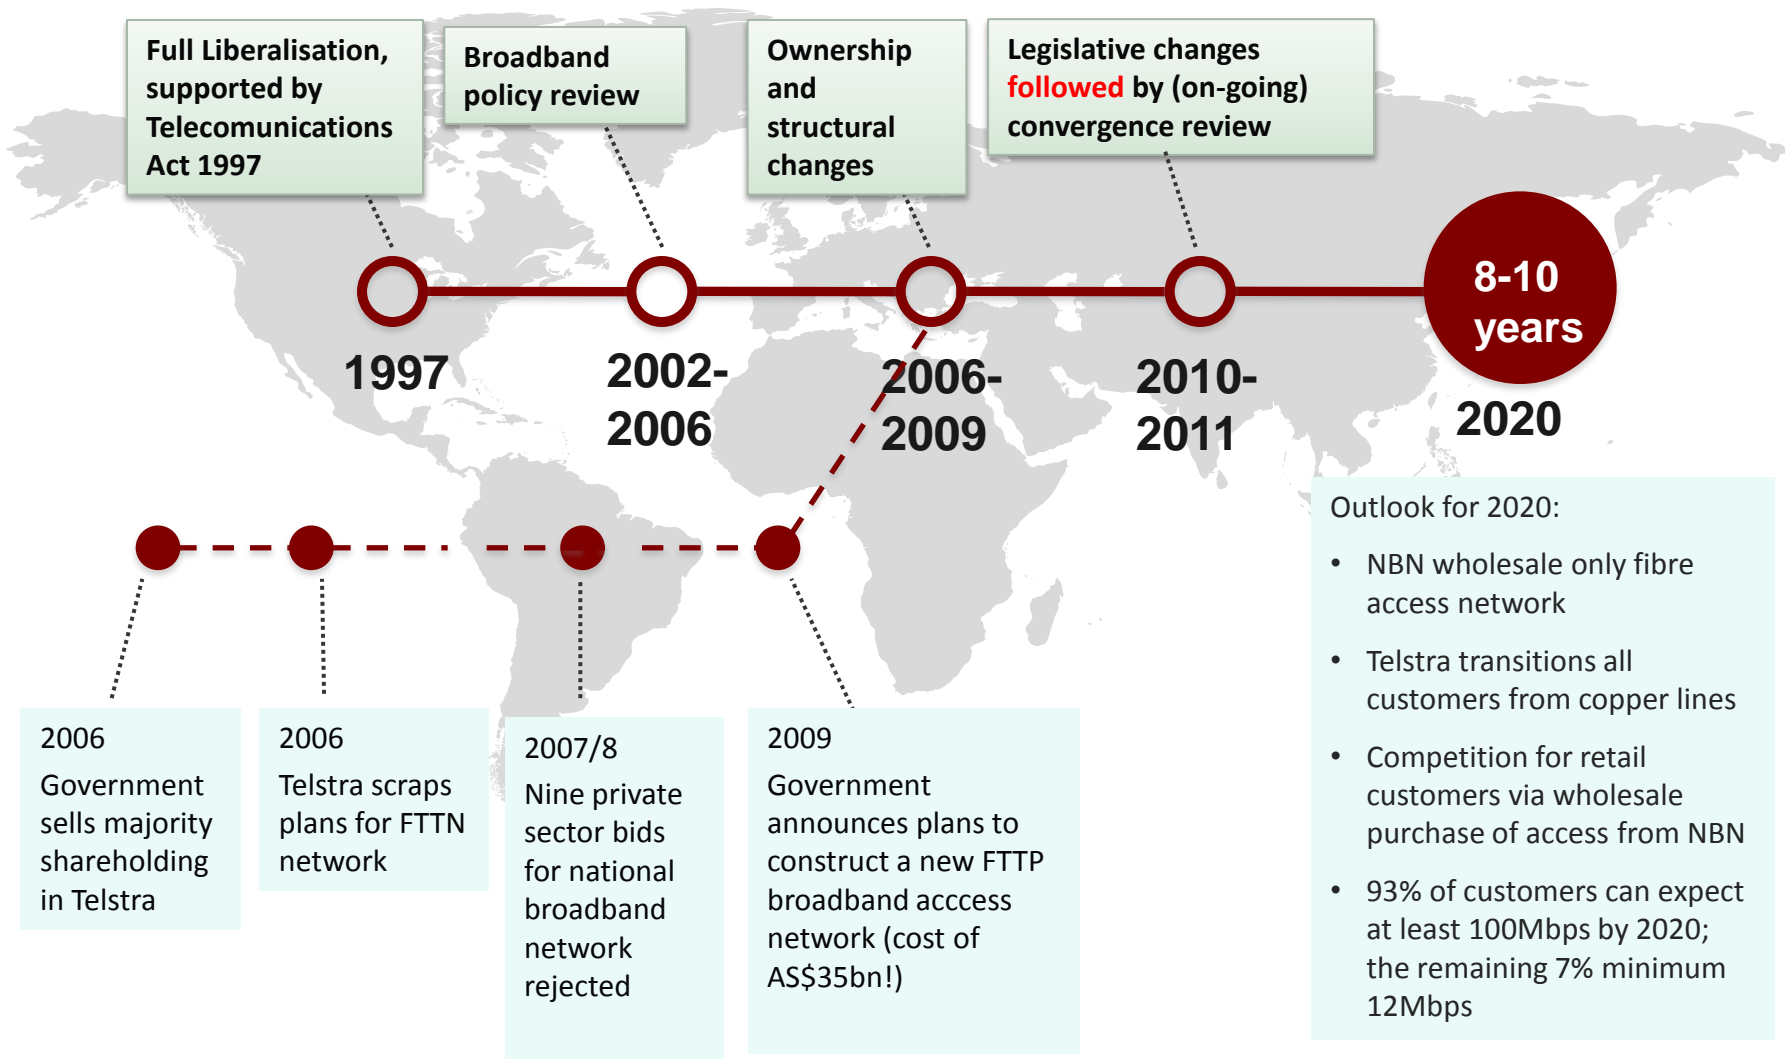 Full Liberalisation,
supported by
Telecomunications
Act 1997
Broadband
policy review
Ownership
and
structural
changes
Legislative changes
followed by (on-going)
convergence review
1997
2002-
2006
2006-
2009
2010-
2011
8-10
years
2020
2006
Government
sells majority
shareholding
in Telstra
2006
Telstra scraps
plans for FTTN
network
2007/8
Nine private
sector bids
for national
broadband
network
rejected
2009
Government
announces plans to
construct a new FTTP
broadband acccess
network (cost of
AS$35bn!)
Outlook for 2020:
• NBN wholesale only fibre
access network
• Telstra transitions all
customers from copper lines
• Competition for retail
customers via wholesale
purchase of access from NBN
• 93% of customers can expect
at least 100Mbps by 2020;
the remaining 7% minimum
12Mbps